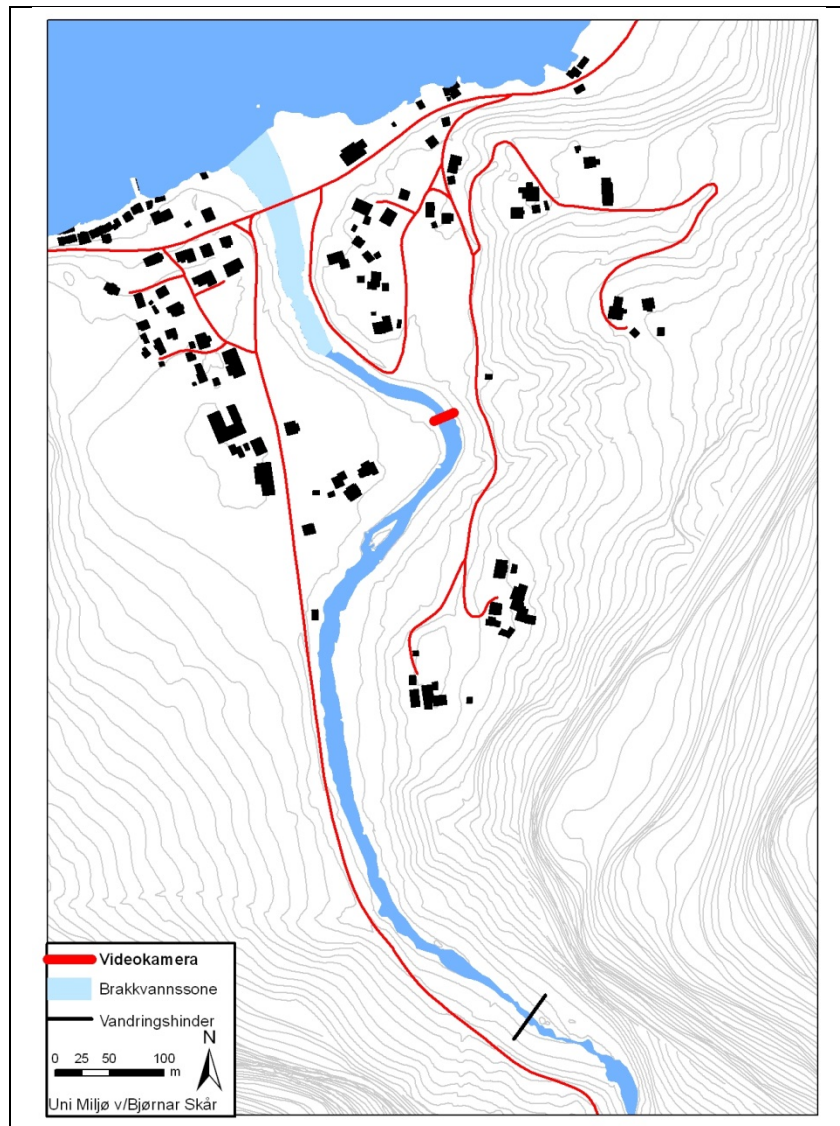 Videokamera
Brakkvannssone
Vandringshinder
N
0 25 50 100
m
Uni Miljø v/Bjørnar Skår